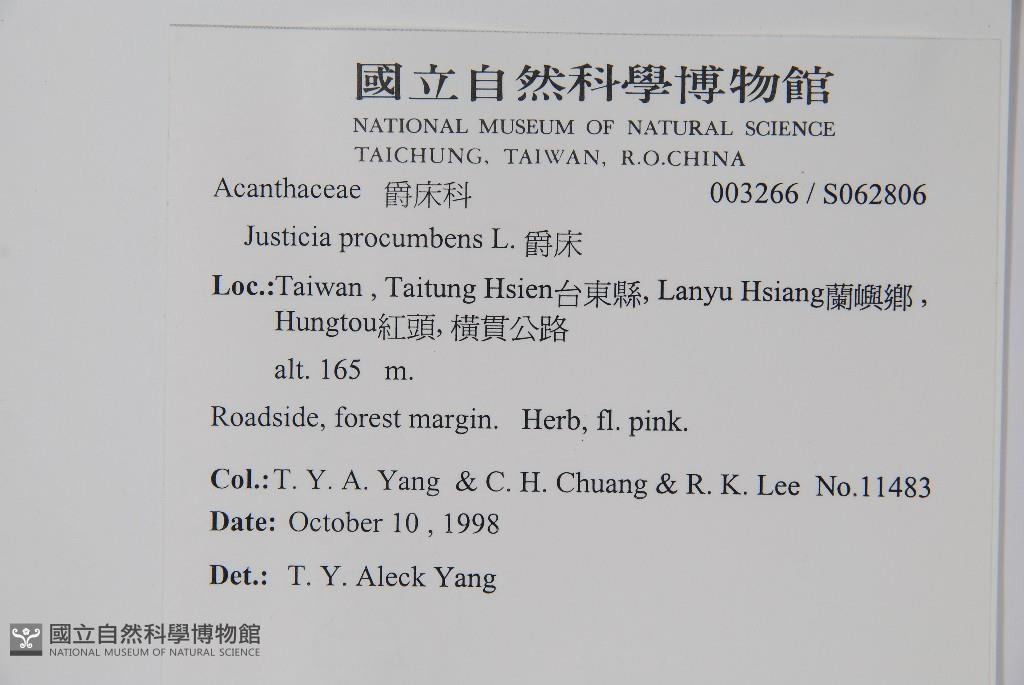 國立自然科學博物館
NATIONAL MUSEUM OF NATURAL SCIENCE
TAICHUNG, TAIWAN, R.O.CHINA
Acanthaceae 爵床科 003266 / S062806
Justicia procumbens L. 爵床
Loc.:Taiwan , Taitung Hsien台東縣, Lanyu Hsiang蘭嶼鄉 ,
Hungtou紅頭, 橫貫公路
alt. 165 m.
Roadside, forest margin. Herb, fl. pink.
Col.: T. Y. A. Yang & C. H. Chuang & R. K. Lee No.11483
Date: October 10 , 1998
Det.: T. Y. Aleck Yang
國立自然科學博物館
NATIONAL MUSEUM OF NATURAL SCIENCE